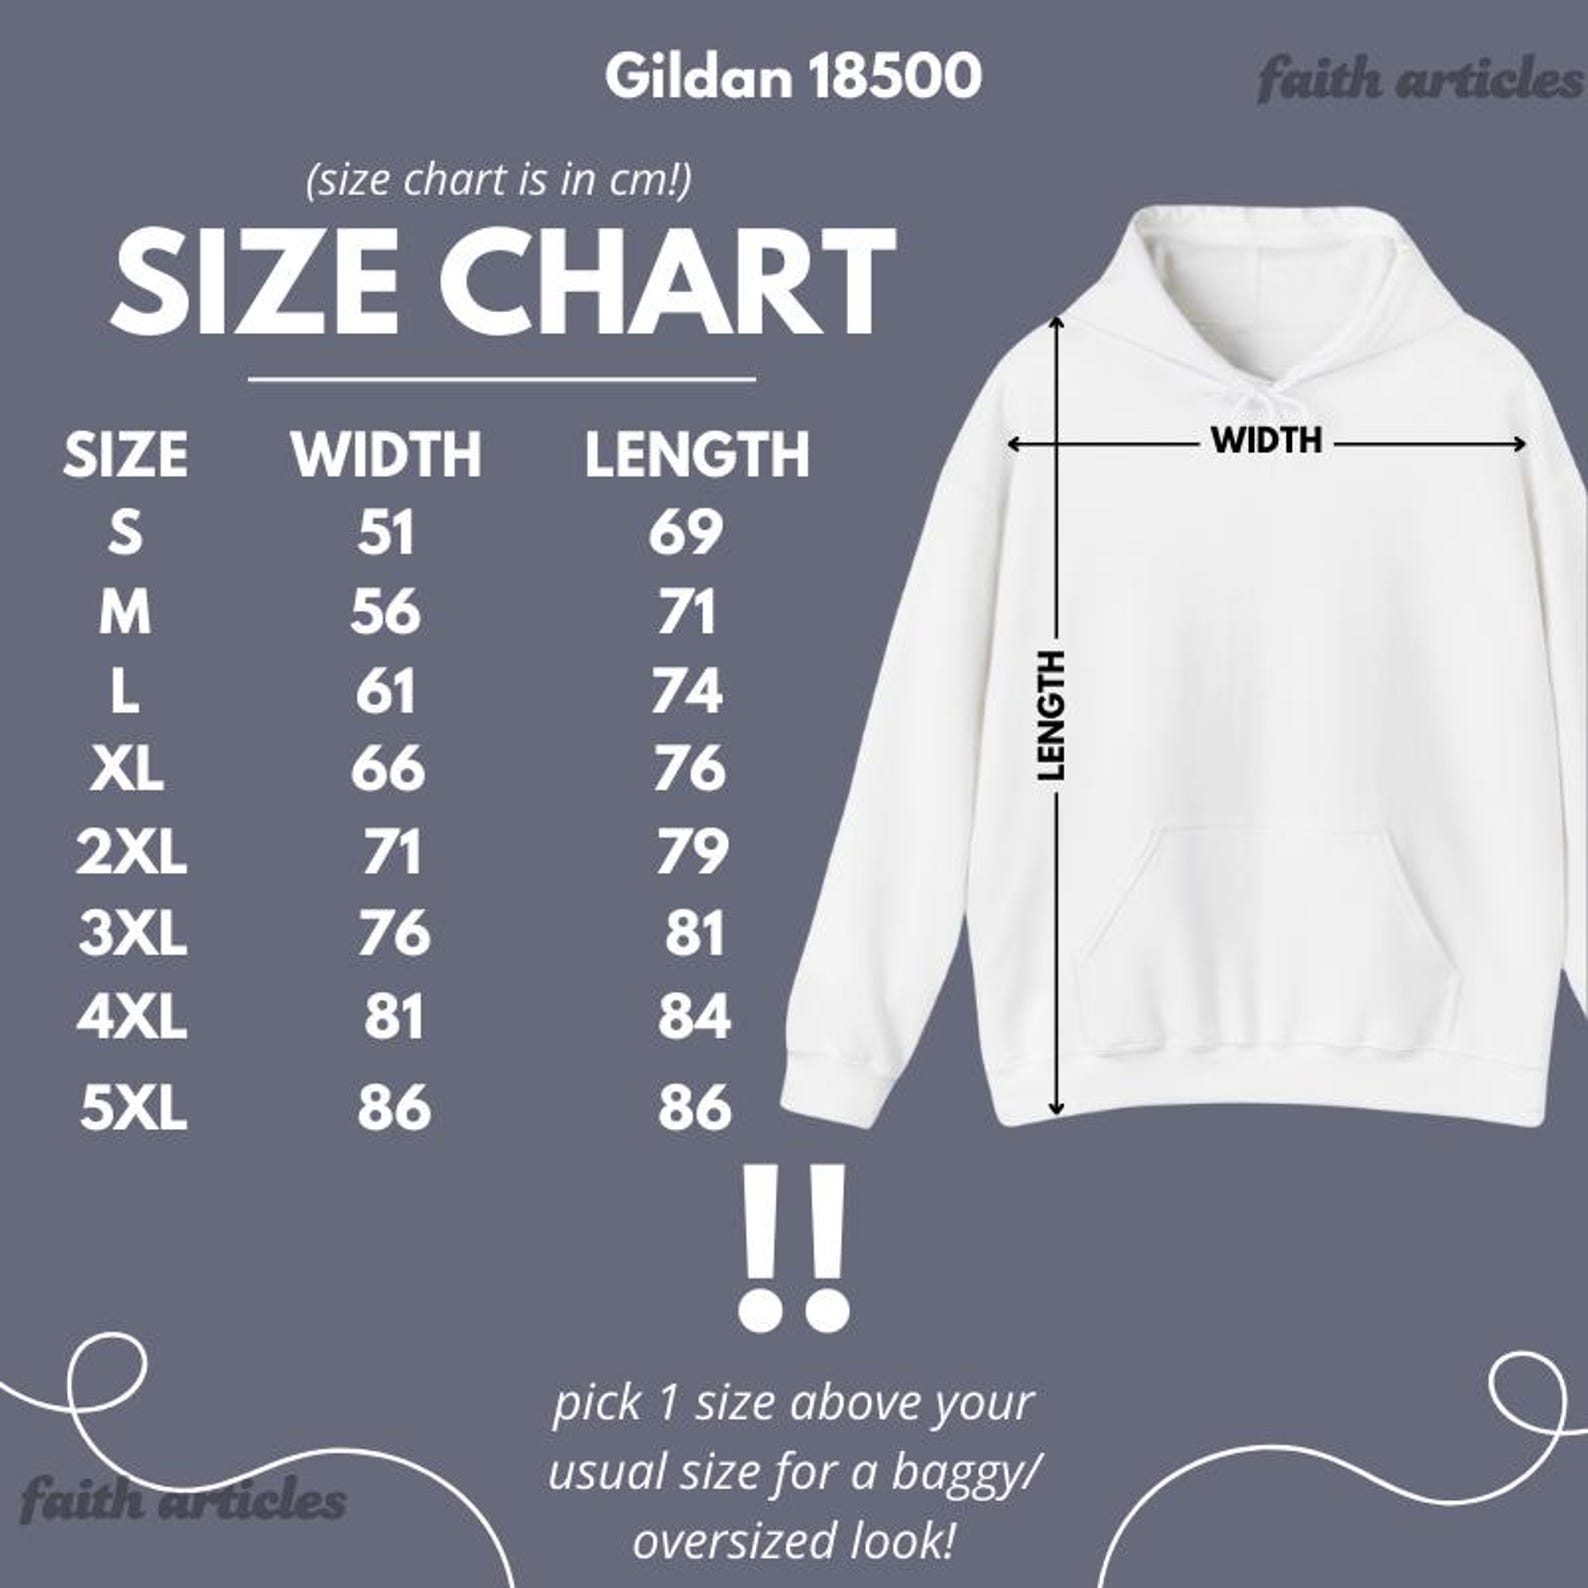 Gildan 18500
faith articles
(size chart is in cm!)
SIZE CHART
SIZE WIDTH LENGTH
S 51 69
M 56 71
L 61 74
XL 66 76
2XL 71 79
3XL 76 81
4XL 81 84
5XL 86 86
WIDTH
LENGTH
!!
pick 1 size above your
usual size for a baggy/
oversized look!
faith articles